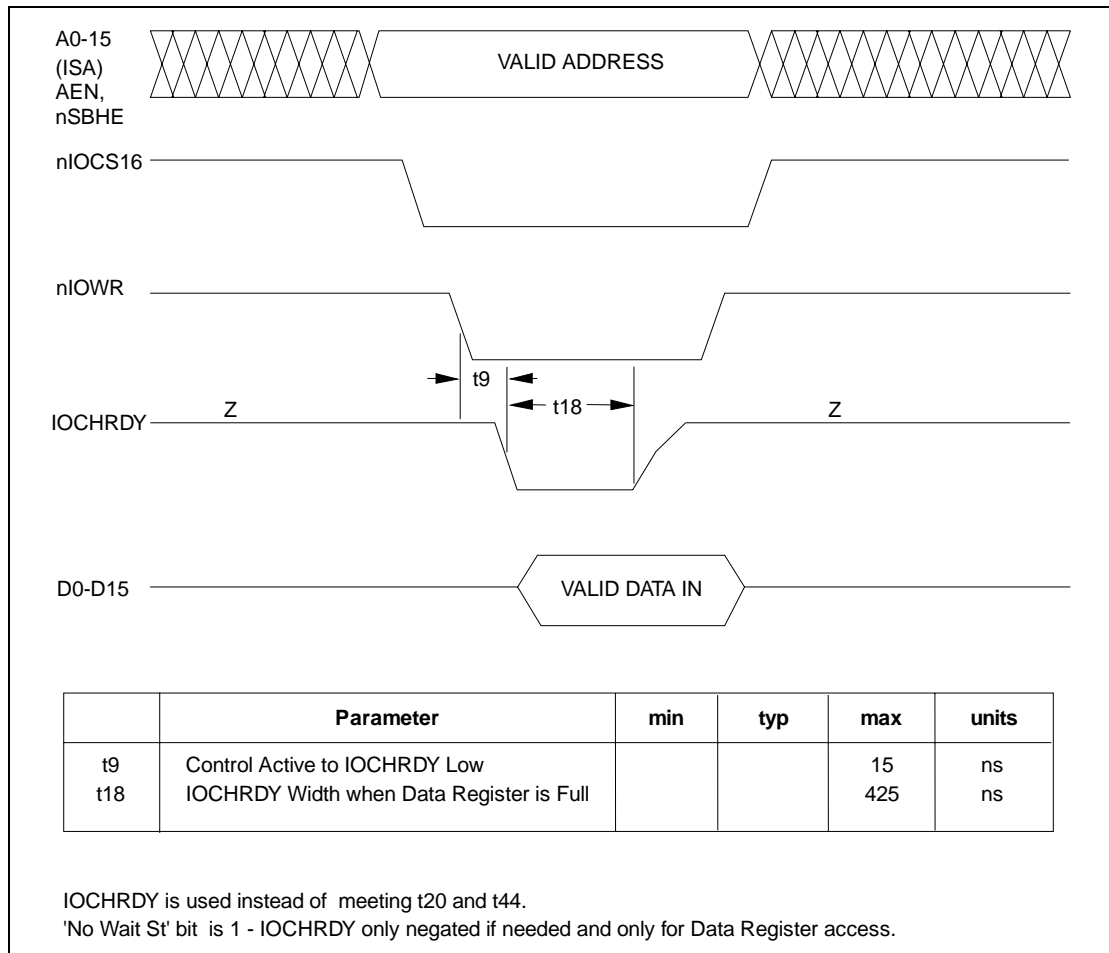 A0-15
(ISA)
AEN,
nSBHE
VALID ADDRESS
nIOCS16
nIOWR
t9
t18
IOCHRDY
Z
Z
D0-D15
VALID DATA IN
Parameter min typ max units
t9 Control Active to IOCHRDY Low 15 ns
t18 IOCHRDY Width when Data Register is Full 425 ns
IOCHRDY is used instead of meeting t20 and t44.
'No Wait St' bit is 1 - IOCHRDY only negated if needed and only for Data Register access.